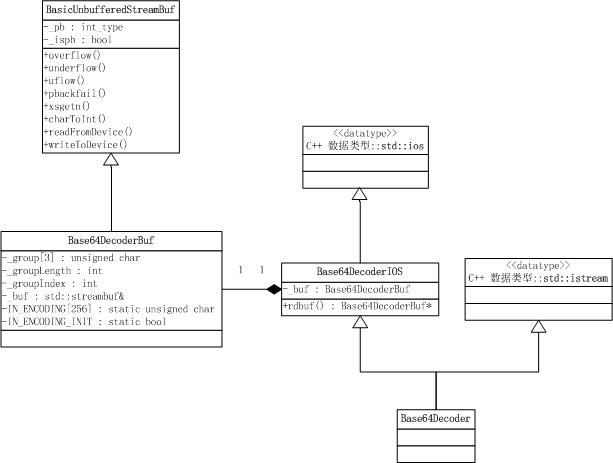 BasicUnbufferedStreamBuf
-_pb : int_type
-_ispb : bool
+overflow()
+underflow()
+uflow()
+pbackfail()
+xsgetn()
+charToInt()
+readFromDevice()
+writeToDevice()
<<datatype>>
C++ 数据类型::std::ios
Base64DecoderBuf
-_group[3] : unsigned char
-_groupLength : int
-_groupIndex : int
-_buf : std::streambuf&
-IN_ENCODING[256] : static unsigned char
-IN_ENCODING_INIT : static bool
1 1
Base64DecoderIOS
-_buf : Base64DecoderBuf
+rdbuf() : Base64DecoderBuf*
<<datatype>>
C++ 数据类型::std::istream
Base64Decoder